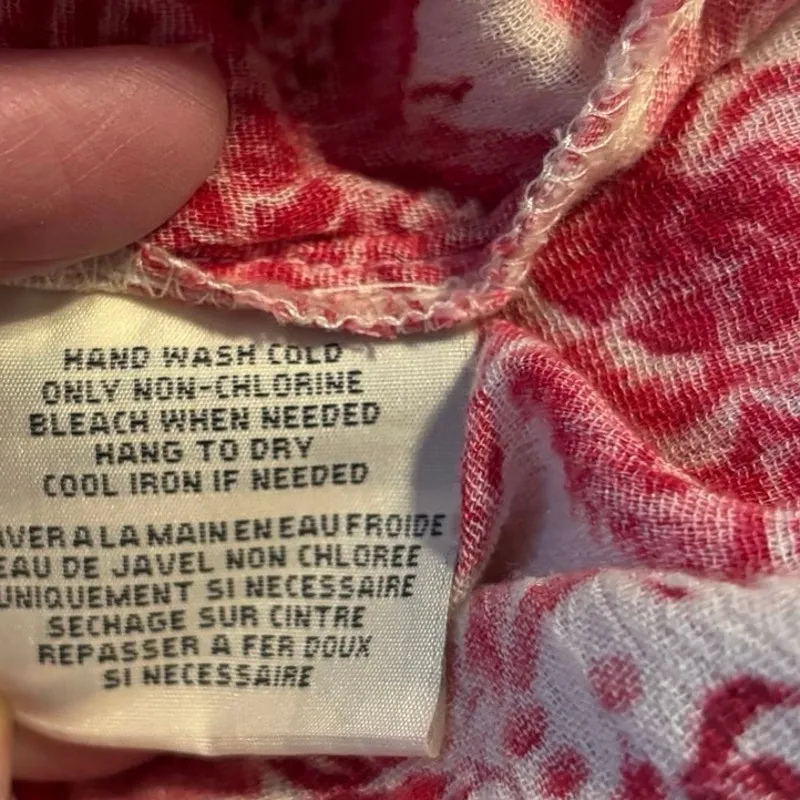 HAND WASH COLD
ONLY NON-CHLORINE
BLEACH WHEN NEEDED
HANG TO DRY
COOL IRON IF NEEDED
AVER A LA MAIN EN EAU FROIDE
EAU DE JAVEL NON CHLOREE
UNIQUEMENT SI NECESSAIRE
SECHAGE SUR CINTRE
REPASSER A FER DOUX
SI NECESSAIRE